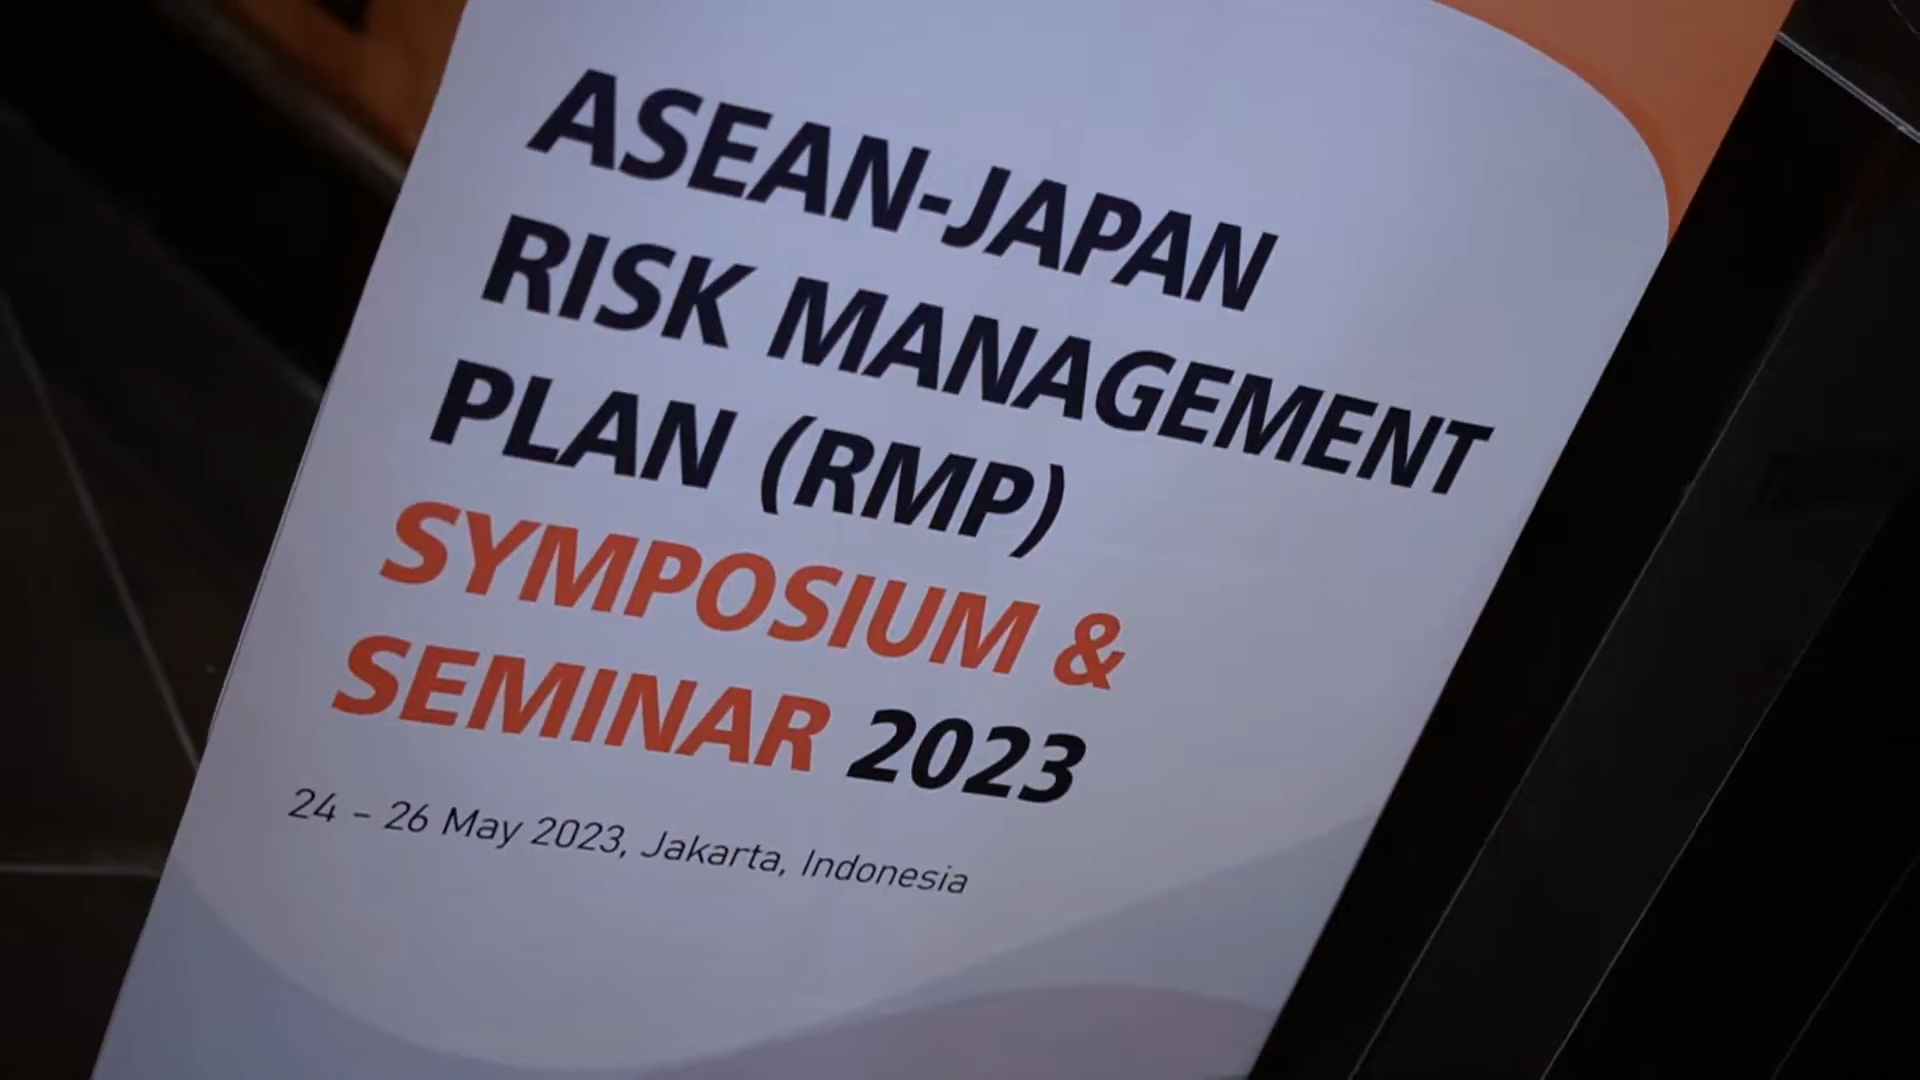 ASEAN-JAPAN
RISK MANAGEMENT
PLAN (RMP)
SYMPOSIUM &
SEMINAR 2023
24 – 26 May 2023, Jakarta, Indonesia